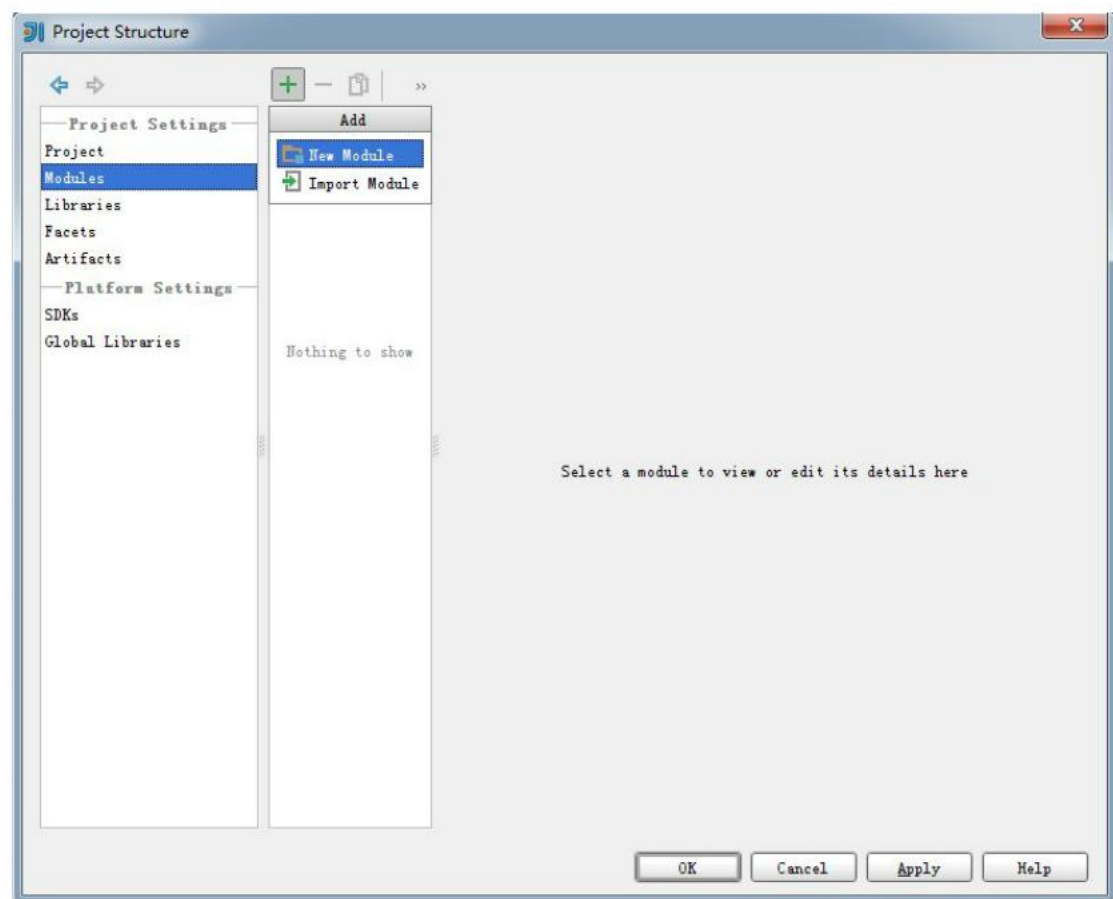 Project Structure
»
Project Settings
Project
Modules
Libraries
Facets
Artifacts
Platform Settings
SDKs
Global Libraries
Add
New Module
Import Module
Nothing to show
Select a module to view or edit its details here
OK
Cancel
Apply
Help